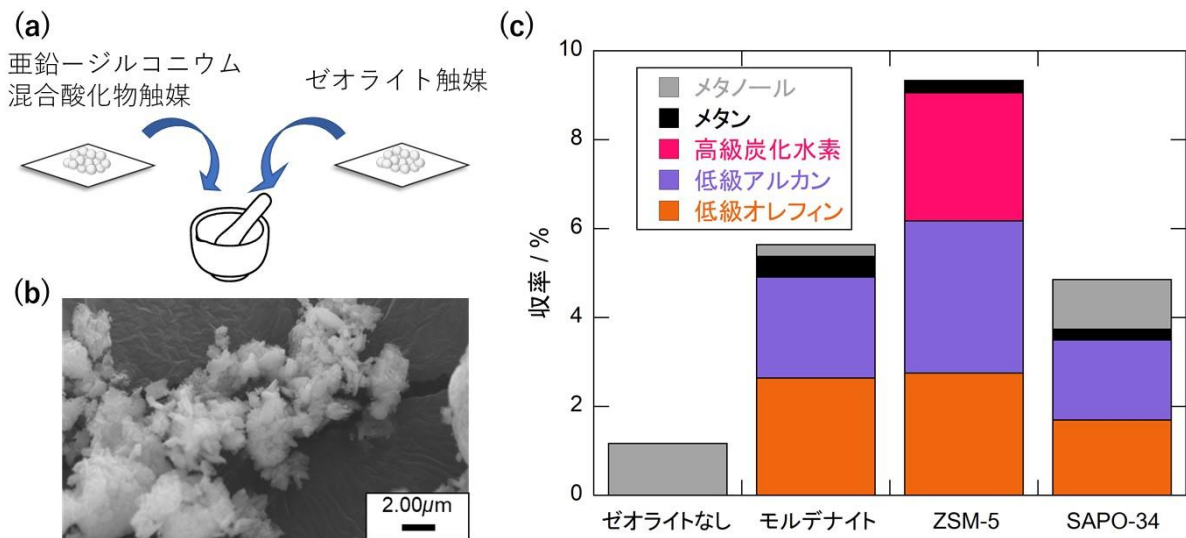 (a)
亜鉛ージルコニウム
混合酸化物触媒
ゼオライト触媒
(b)
2.00μm
(c)
10
8
6
4
2
0
収率 / %
メタノール
メタン
高級炭化水素
低級アルカン
低級オレフィン
ゼオライトなし
モルデナイト
ZSM-5
SAPO-34